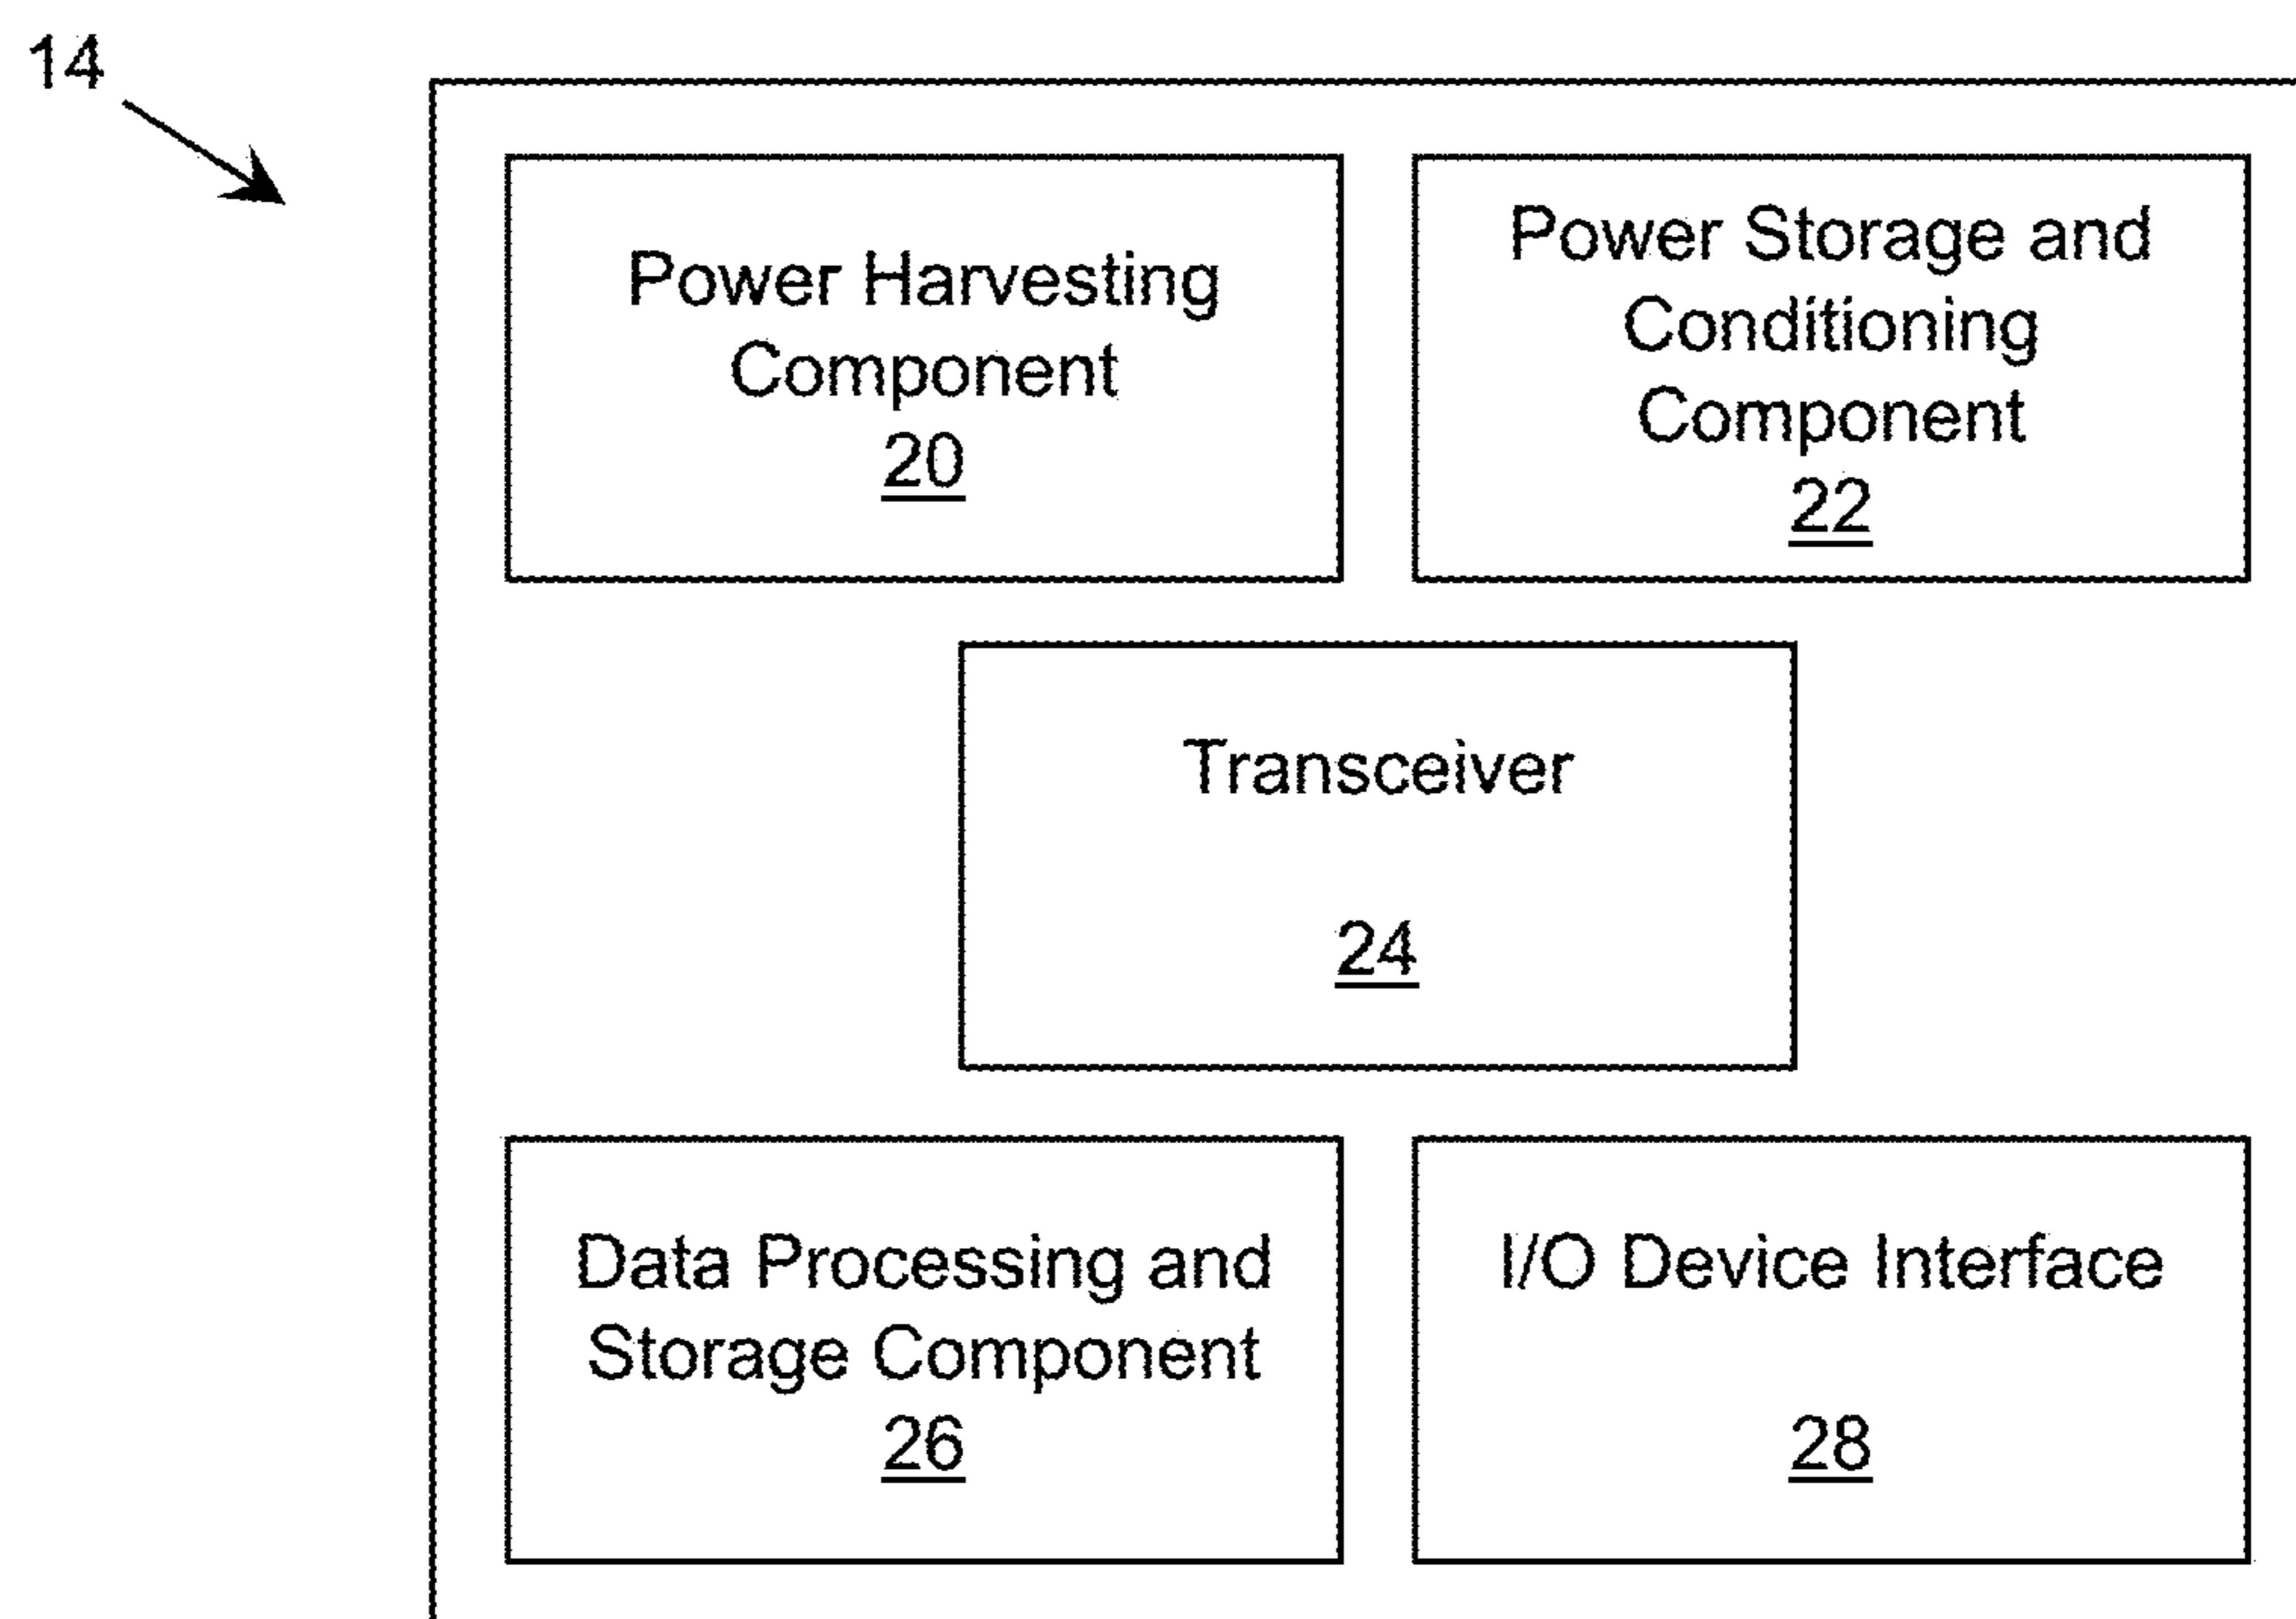 14
Power Harvesting
Component
20
Power Storage and
Conditioning
Component
22
Transceiver
24
Data Processing and
Storage Component
26
I/O Device Interface
28